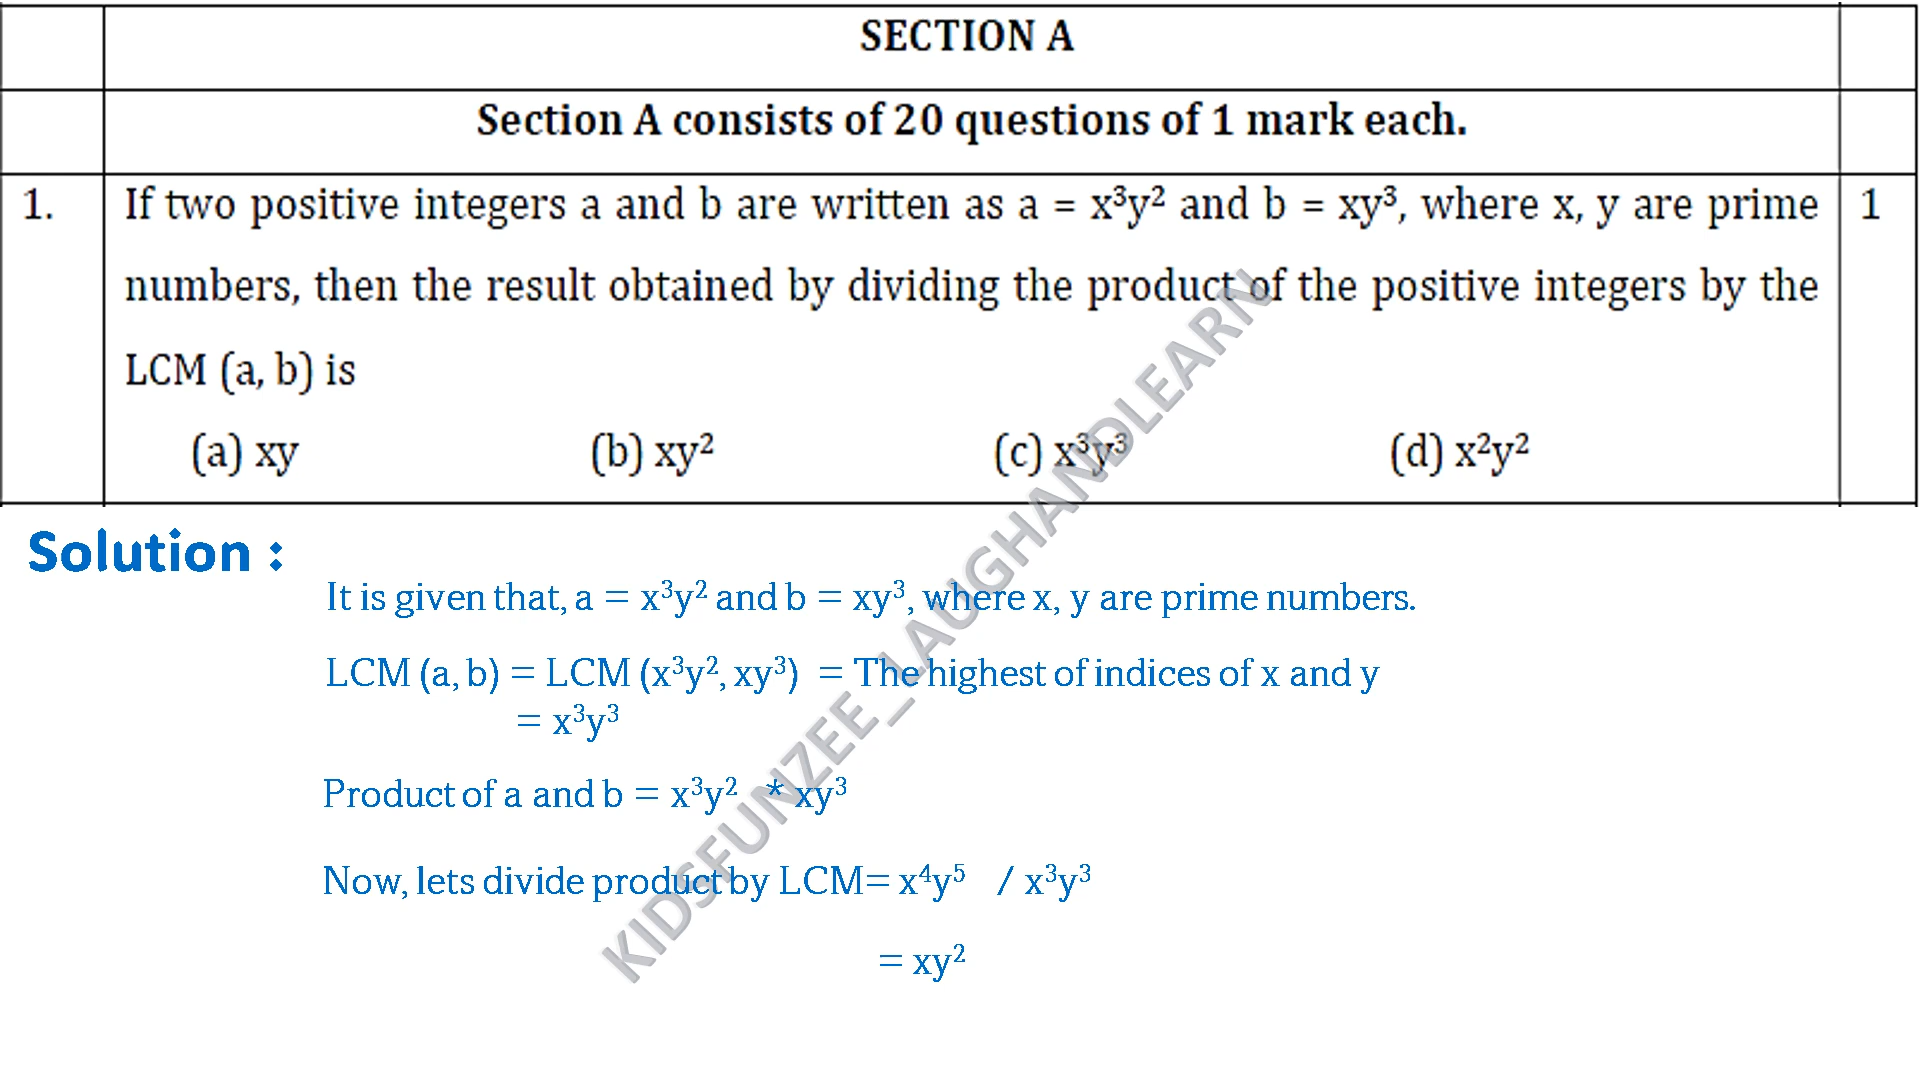 SECTION A
Section A consists of 20 questions of 1 mark each.
1. If two positive integers a and b are written as a = x³y² and b = xy³, where x, y are prime 1
numbers, then the result obtained by dividing the product of the positive integers by the
LCM (a, b) is
(a) xy (b) xy² (c) x³y³ (d) x²y²
Solution :
It is given that, a = x³y² and b = xy³, where x, y are prime numbers.
LCM (a, b) = LCM (x³y², xy³) = The highest of indices of x and y
= x³y³
Product of a and b = x³y² * xy³
Now, lets divide product by LCM= x⁴y⁵ / x³y³
= xy²
KIDSFUNZEE_LAUGHANDLEARN